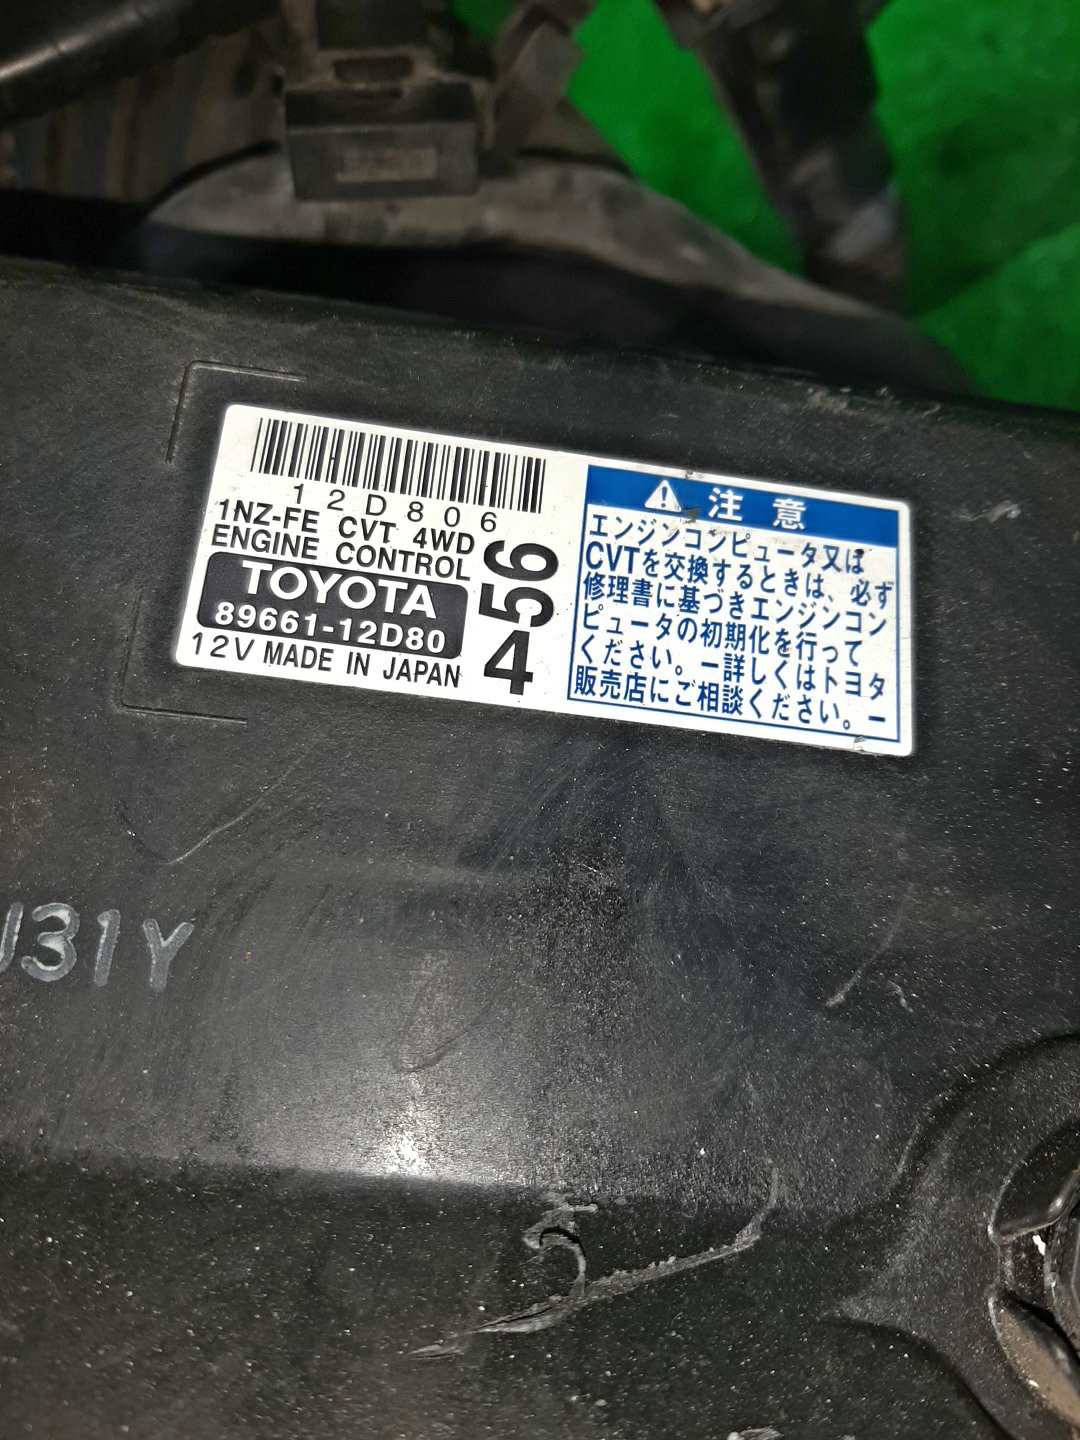 12D806
1NZ-FE CVT 4WD
ENGINE CONTROL
TOYOTA
89661-12D80
12V MADE IN JAPAN
456
⚠注意
エンジンコンピュータ又は
CVTを交換するときは、必ず
修理書に基づきエンジンコン
ピュータの初期化を行って
ください。ー詳しくはトヨタ
販売店にご相談ください。ー
J31Y